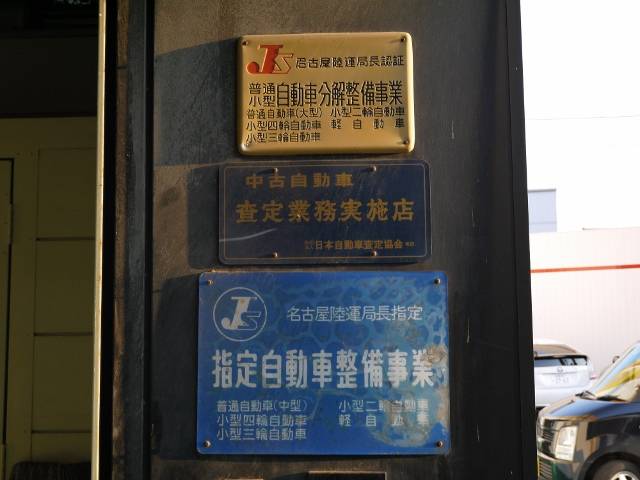 JS 名古屋陸運局長認証
普通
小型 自動車分解整備事業
普通自動車(大型) 小型二輪自動車
小型四輪自動車 軽自動車
小型三輪自動車
中古自動車
査定業務実施店
日本自動車査定協会
JS 名古屋陸運局長指定
指定自動車整備事業
普通自動車(中型) 小型二輪自動車
小型四輪自動車 軽自動車
小型三輪自動車